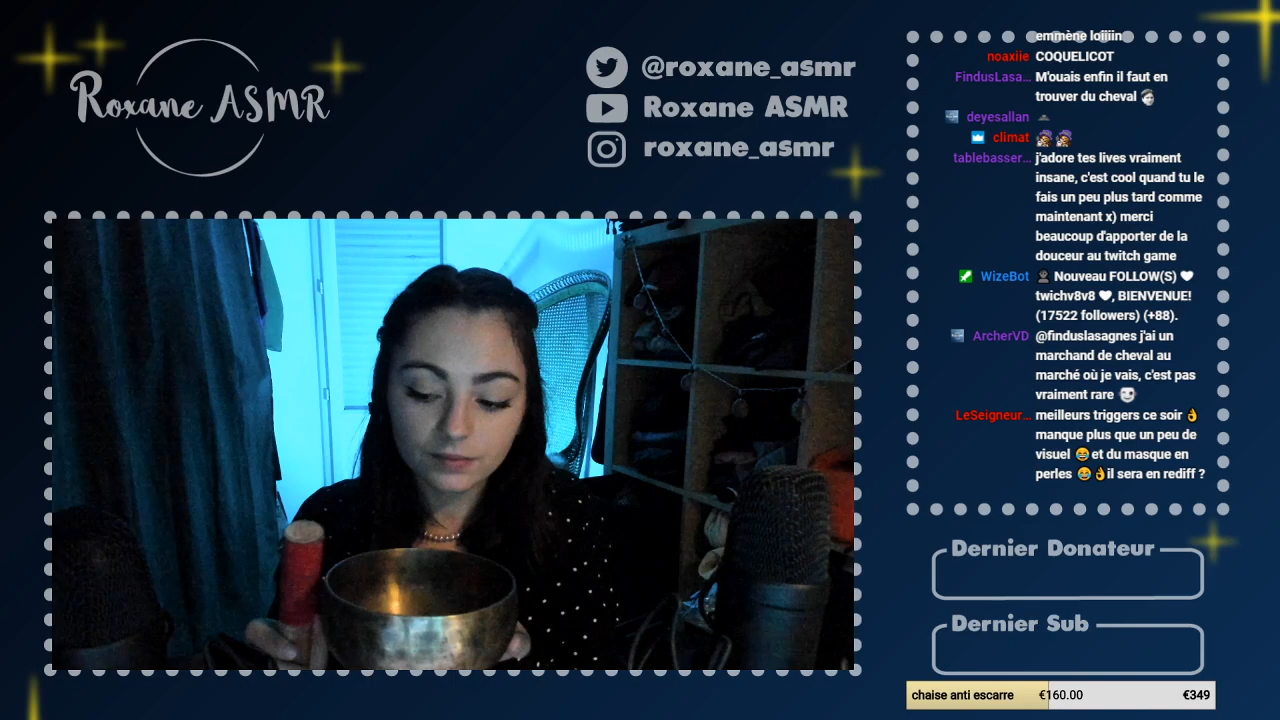 Roxane ASMR
@roxane_asmr
Roxane ASMR
roxane_asmr
emmène loiiiin
noaxiie COQUELICOT
FindusLasa... M'ouais enfin il faut en
trouver du cheval
deyesallan
climat
tablebasser... j'adore tes lives vraiment
insane, c'est cool quand tu le
fais un peu plus tard comme
maintenant x) merci
beaucoup d'apporter de la
douceur au twitch game
WizeBot Nouveau FOLLOW(S) 🤍
twichv8v8 🤍, BIENVENUE!
(17522 followers) (+88).
ArcherVD @finduslasagnes j'ai un
marchand de cheval au
marché où je vais, c'est pas
vraiment rare
LeSeigneur... meilleurs triggers ce soir 👌
manque plus que un peu de
visuel 😂 et du masque en
perles 😂👌il sera en rediff ?
Dernier Donateur
Dernier Sub
chaise anti escarre €160.00 €349